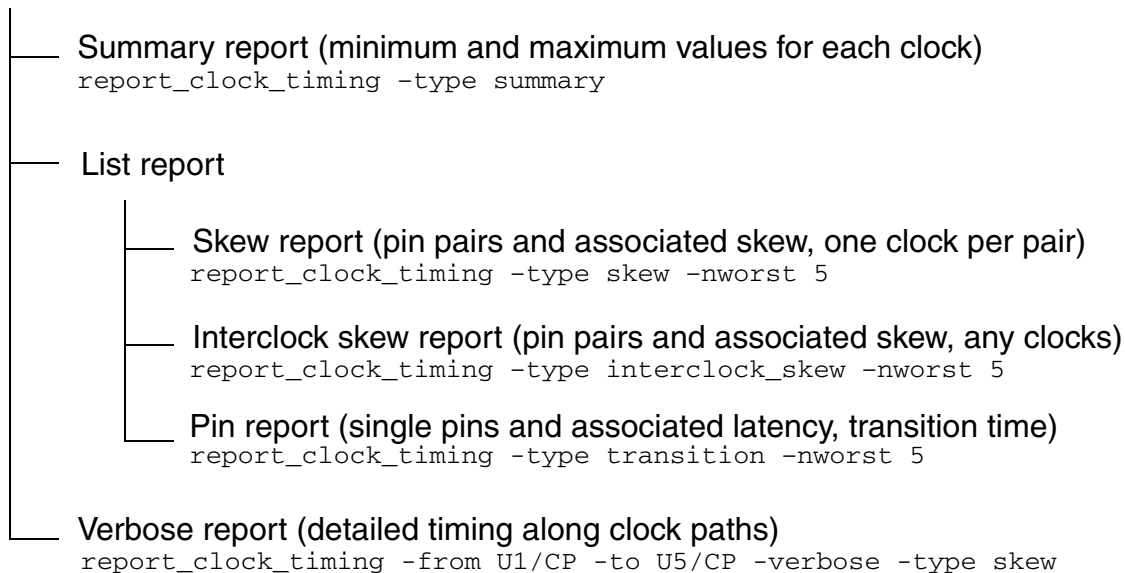 Summary report (minimum and maximum values for each clock)
report_clock_timing –type summary
List report
Skew report (pin pairs and associated skew, one clock per pair)
report_clock_timing –type skew –nworst 5
Interclock skew report (pin pairs and associated skew, any clocks)
report_clock_timing –type interclock_skew –nworst 5
Pin report (single pins and associated latency, transition time)
report_clock_timing -type transition –nworst 5
Verbose report (detailed timing along clock paths)
report_clock_timing -from U1/CP -to U5/CP -verbose -type skew